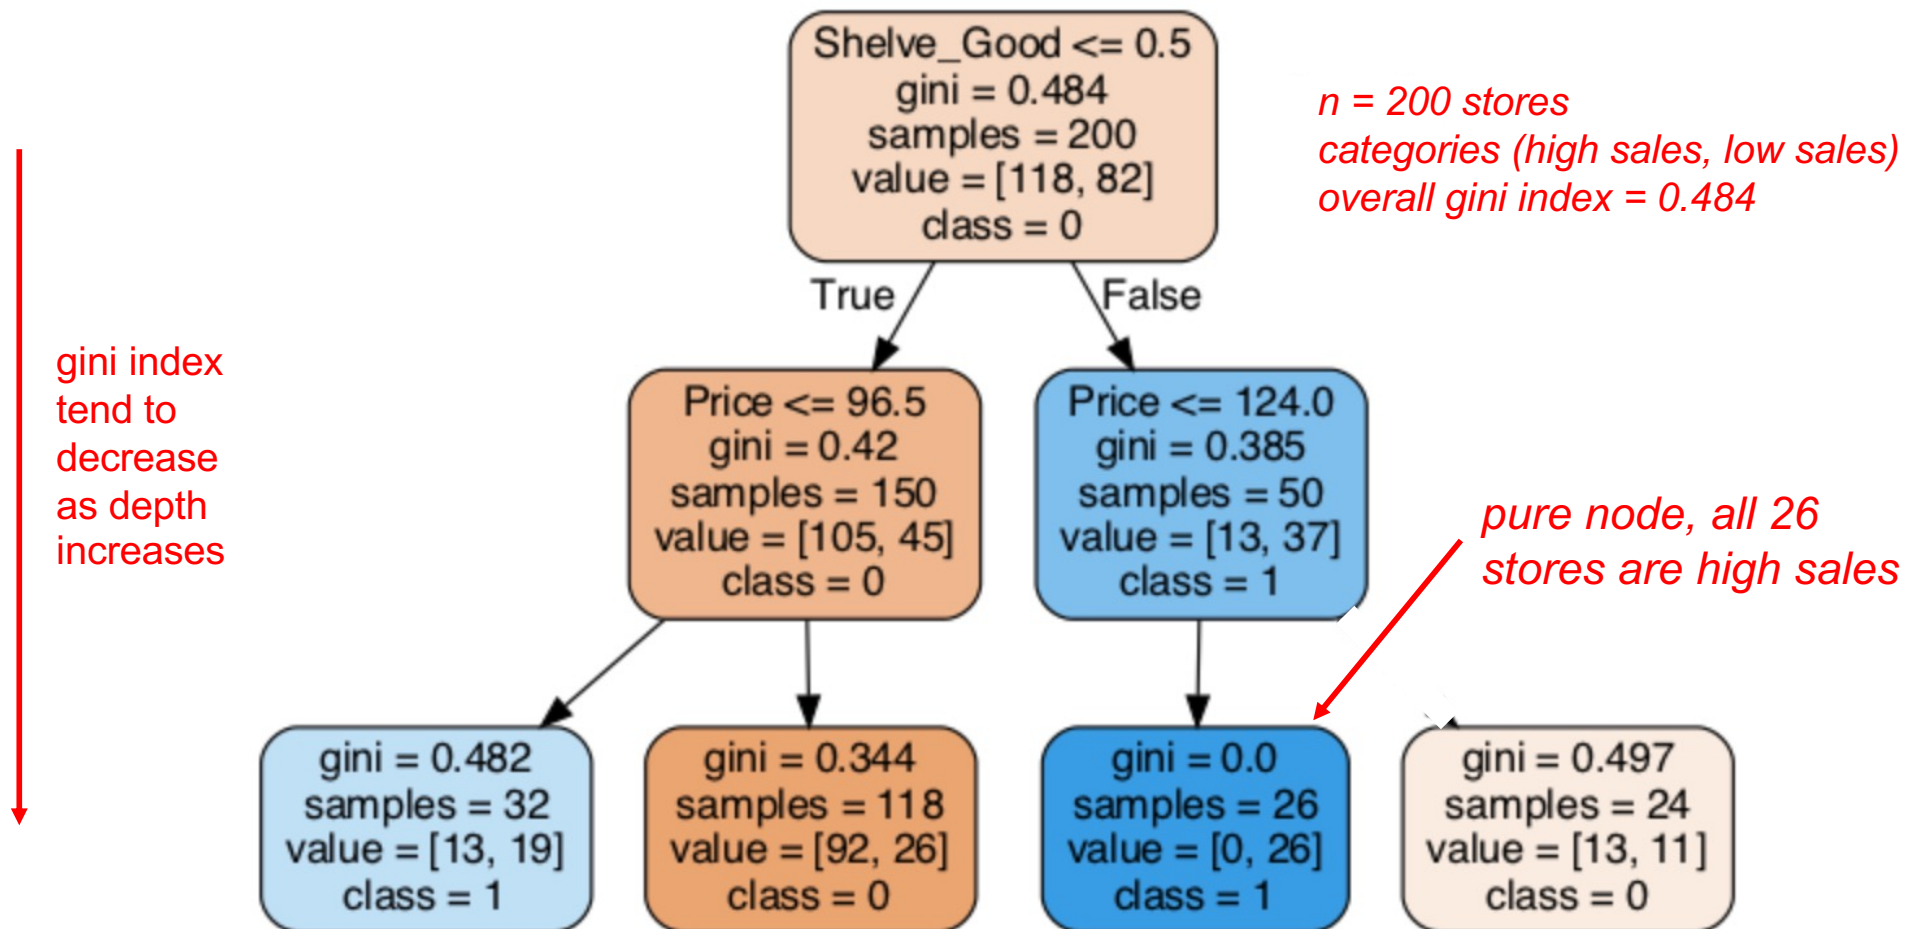 Shelve_Good <= 0.5
gini = 0.484
samples = 200
value = [118, 82]
class = 0
n = 200 stores
categories (high sales, low sales)
overall gini index = 0.484
True
False
gini index
tend to
decrease
as depth
increases
Price <= 96.5
gini = 0.42
samples = 150
value = [105, 45]
class = 0
Price <= 124.0
gini = 0.385
samples = 50
value = [13, 37]
class = 1
pure node, all 26
stores are high sales
gini = 0.482
samples = 32
value = [13, 19]
class = 1
gini = 0.344
samples = 118
value = [92, 26]
class = 0
gini = 0.0
samples = 26
value = [0, 26]
class = 1
gini = 0.497
samples = 24
value = [13, 11]
class = 0